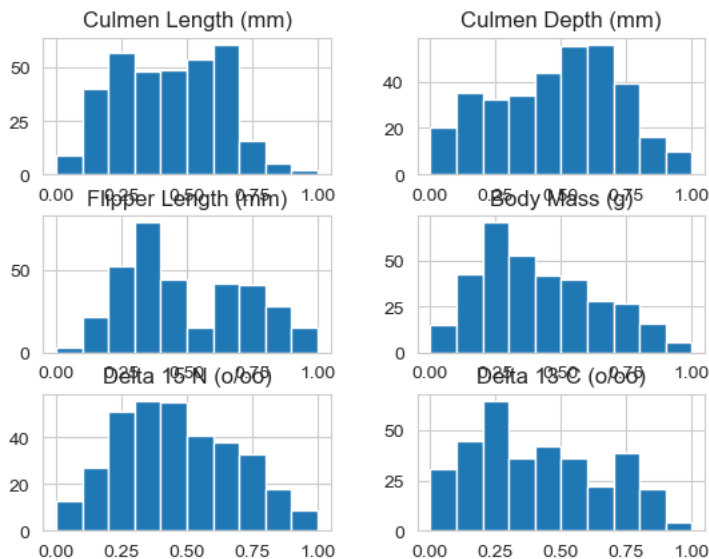 Culmen Length (mm)
50
25
0
0.00 0.25 0.50 0.75 1.00
Culmen Depth (mm)
40
20
0
0.00 0.25 0.50 0.75 1.00
Flipper Length (mm)
50
0
0.00 0.25 0.50 0.75 1.00
Body Mass (g)
50
25
0
0.00 0.25 0.50 0.75 1.00
Delta 15 N (o/oo)
40
20
0
0.00 0.25 0.50 0.75 1.00
Delta 13 C (o/oo)
50
25
0
0.00 0.25 0.50 0.75 1.00